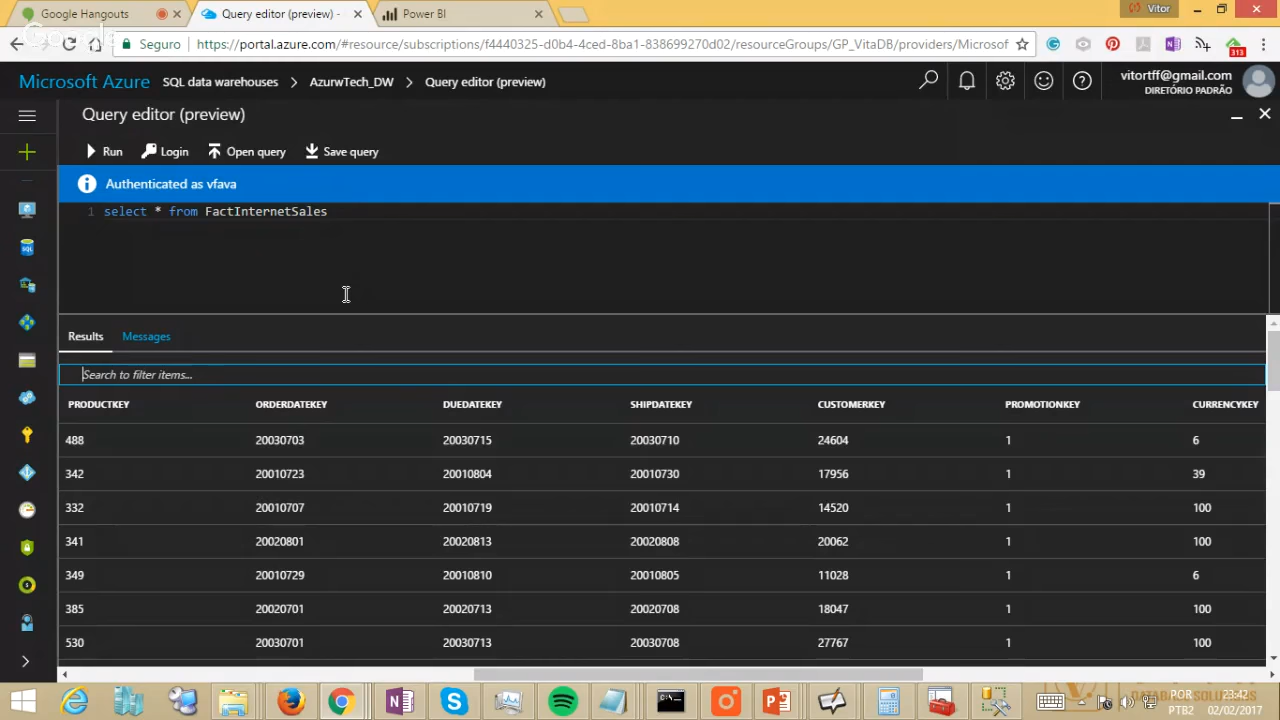 Google Hangouts
Query editor (preview) -
Power BI
Vitor
Google
Seguro
https://portal.azure.com/#resource/subscriptions/f4440325-d0b4-4ced-8ba1-838699270d02/resourceGroups/GP_VitaDB/providers/Microsof
313
Microsoft Azure SQL data warehouses > AzurwTech_DW > Query editor (preview)
vitortff@gmail.com
DIRETÓRIO PADRÃO
Query editor (preview)
Run Login Open query Save query
Authenticated as vfava
1 select * from FactInternetSales
Results Messages
Search to filter items...
PRODUCTKEY ORDERDATEKEY DUEDATEKEY SHIPDATEKEY CUSTOMERKEY PROMOTIONKEY CURRENCYKEY
488 20030703 20030715 20030710 24604 1 6
342 20010723 20010804 20010730 17956 1 39
332 20010707 20010719 20010714 14520 1 100
341 20020801 20020813 20020808 20062 1 100
349 20010729 20010810 20010805 11028 1 6
385 20020701 20020713 20020708 18047 1 100
530 20030701 20030713 20030708 27767 1 100
POR 23:42
PTB2 02/02/2017